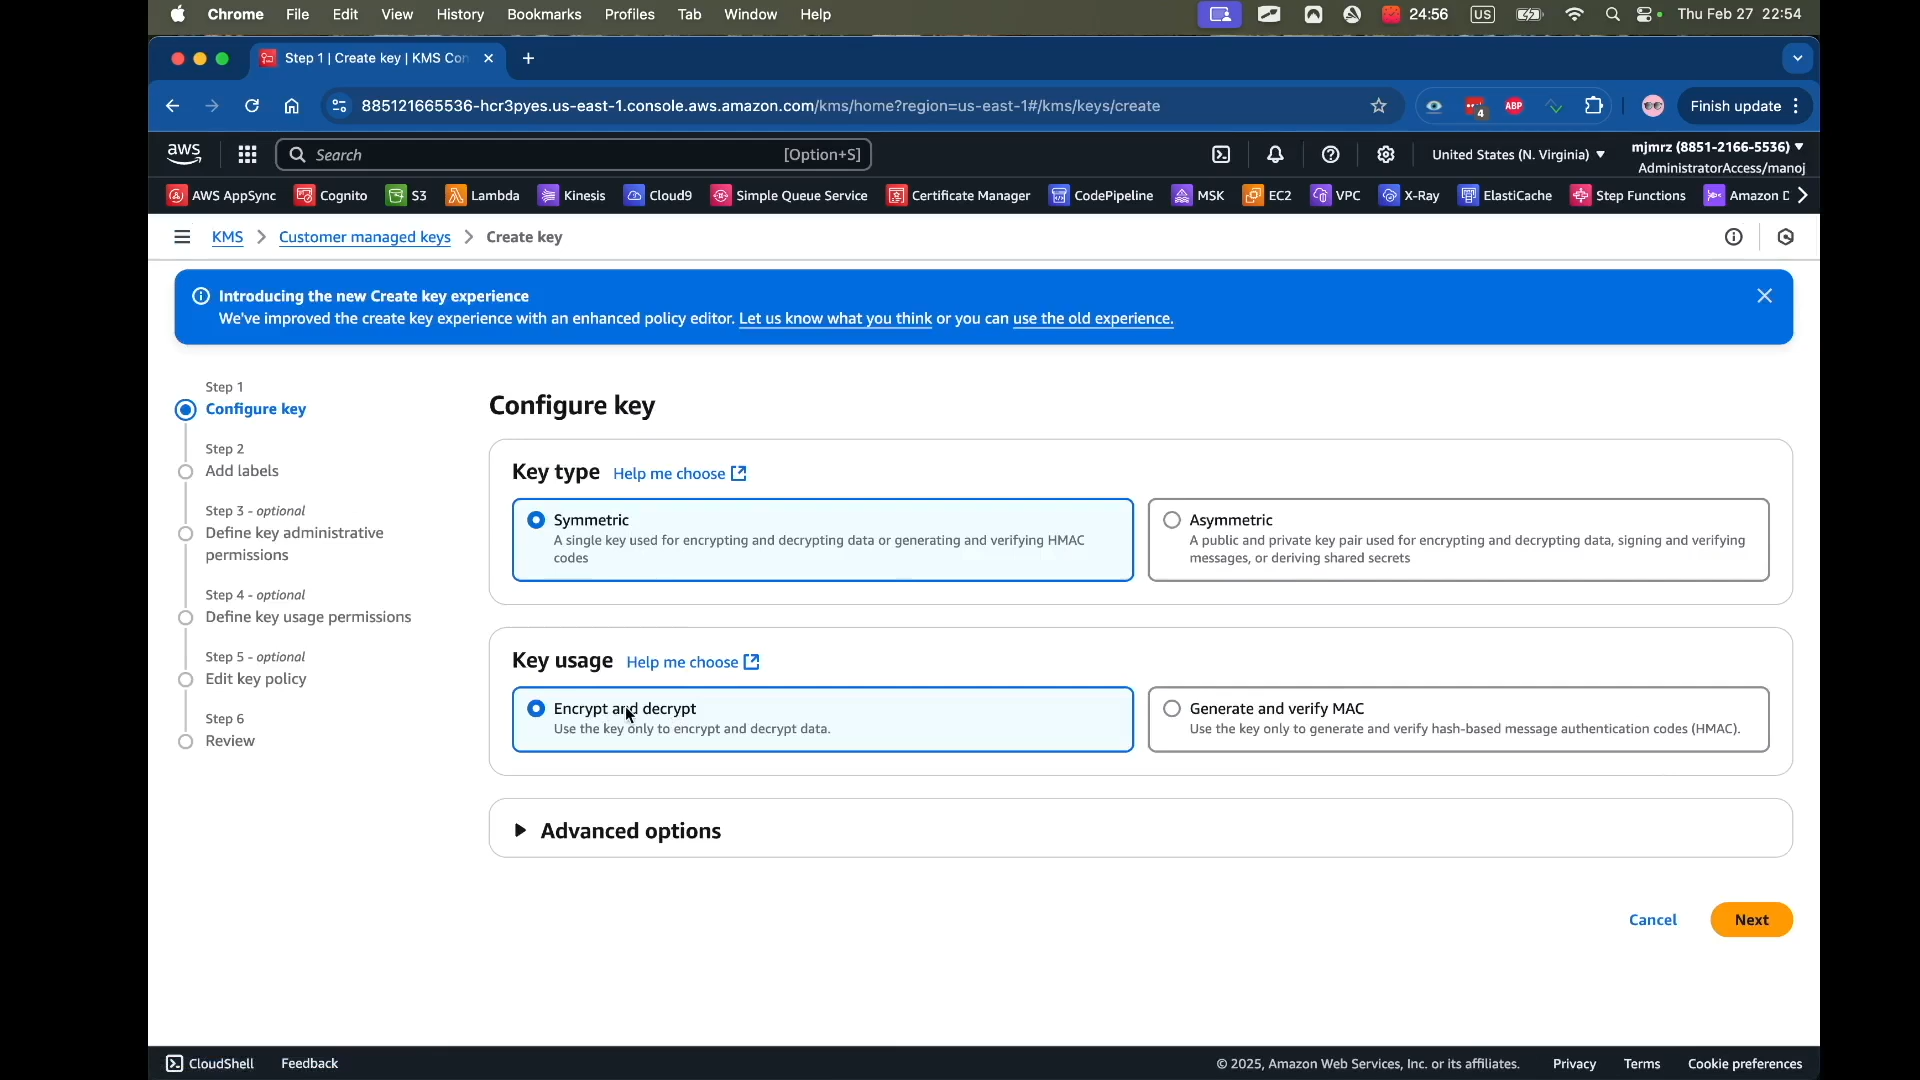 Chrome File Edit View History Bookmarks Profiles Tab Window Help 24:56 US Thu Feb 27 22:54
Step 1 | Create key | KMS Con
885121665536-hcr3pyes.us-east-1.console.aws.amazon.com/kms/home?region=us-east-1#/kms/keys/create 4 ABP Finish update
aws Search [Option+S] United States (N. Virginia) mjmrz (8851-2166-5536)
AdministratorAccess/manoj
AWS AppSync Cognito S3 Lambda Kinesis Cloud9 Simple Queue Service Certificate Manager CodePipeline MSK EC2 VPC X-Ray ElastiCache Step Functions Amazon D
KMS Customer managed keys Create key
Introducing the new Create key experience
We've improved the create key experience with an enhanced policy editor. Let us know what you think or you can use the old experience.
Step 1
Configure key
Step 2
Add labels
Step 3 - optional
Define key administrative
permissions
Step 4 - optional
Define key usage permissions
Step 5 - optional
Edit key policy
Step 6
Review
Configure key
Key type Help me choose
Symmetric
A single key used for encrypting and decrypting data or generating and verifying HMAC
codes
Asymmetric
A public and private key pair used for encrypting and decrypting data, signing and verifying
messages, or deriving shared secrets
Key usage Help me choose
Encrypt and decrypt
Use the key only to encrypt and decrypt data.
Generate and verify MAC
Use the key only to generate and verify hash-based message authentication codes (HMAC).
Advanced options
Cancel Next
CloudShell Feedback © 2025, Amazon Web Services, Inc. or its affiliates. Privacy Terms Cookie preferences